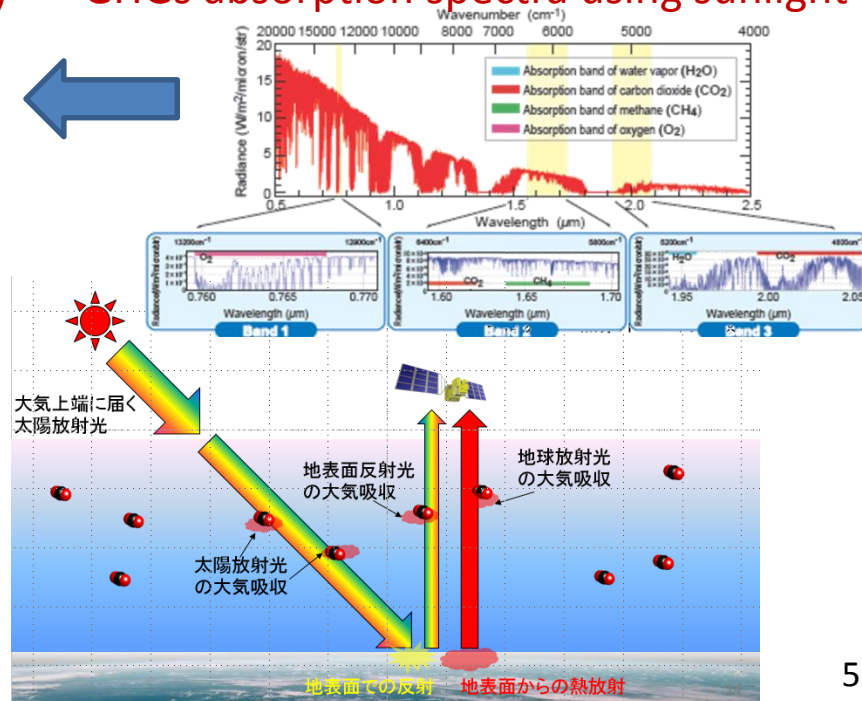 GHGs absorption spectra using sunlight
Wavenumber (cm-1)
20000 15000 12000 10000 8000 7000 6000 5000 4000
Radiance (W/m2/micron/str)
20
15
10
5
0
Absorption band of water vapor (H2O)
Absorption band of carbon dioxide (CO2)
Absorption band of methane (CH4)
Absorption band of oxygen (O2)
0.5 1.0 1.5 2.0 2.5
Wavelength (μm)
13200cm-1 12900cm-1
O2
0.760 0.765 0.770
Wavelength (μm)
Band 1
6400cm-1 5800cm-1
CO2 CH4
1.60 1.65 1.70
Wavelength (μm)
Band 2
5200cm-1
H2O CO2
1.95 2.00
Wavelength (μm)
Band 3
大気上端に届く
太陽放射光
地表面反射光
の大気吸収
地球放射光
の大気吸収
太陽放射光
の大気吸収
地表面での反射 地表面からの熱放射
5